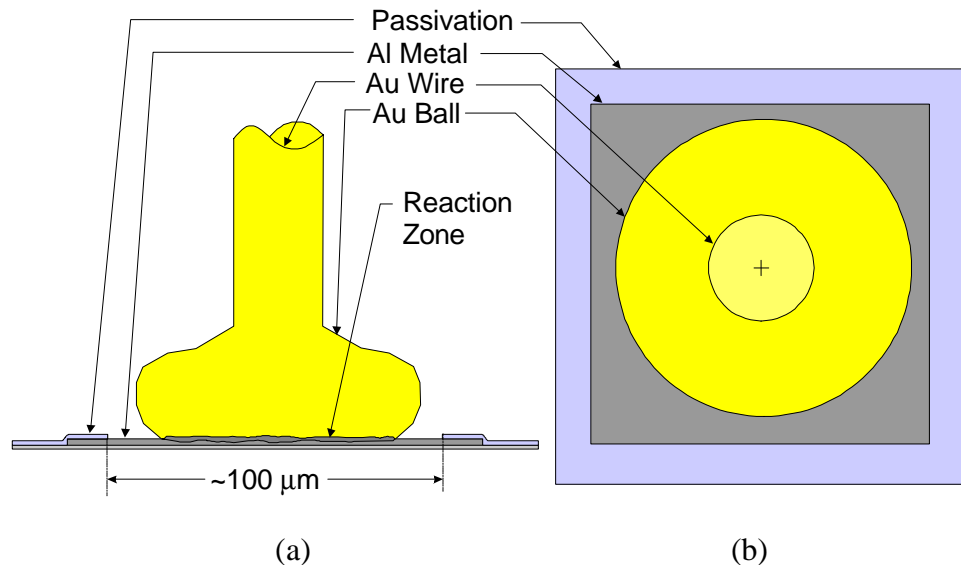 Passivation
Al Metal
Au Wire
Au Ball
Reaction
Zone
~100 μm
(a)
(b)